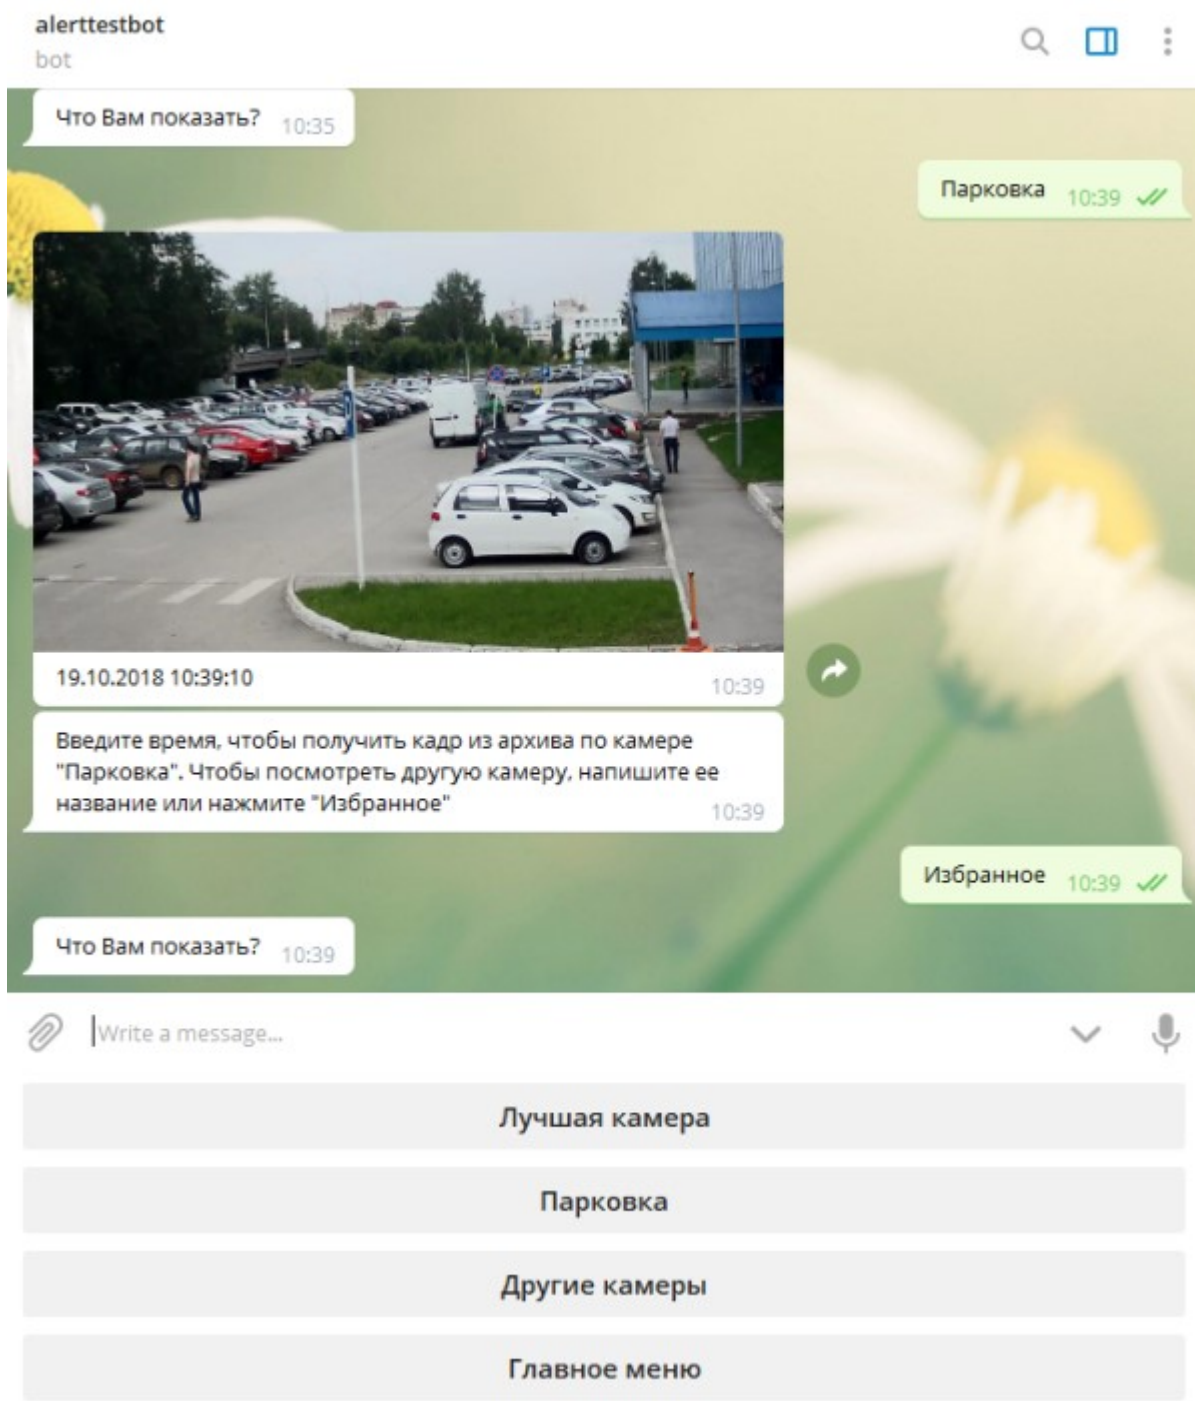 alerttestbot
bot
Что Вам показать? 10:35
Парковка 10:39
19.10.2018 10:39:10
10:39
Введите время, чтобы получить кадр из архива по камере
"Парковка". Чтобы посмотреть другую камеру, напишите ее
название или нажмите "Избранное"
10:39
Избранное 10:39
Что Вам показать? 10:39
Write a message...
Лучшая камера
Парковка
Другие камеры
Главное меню